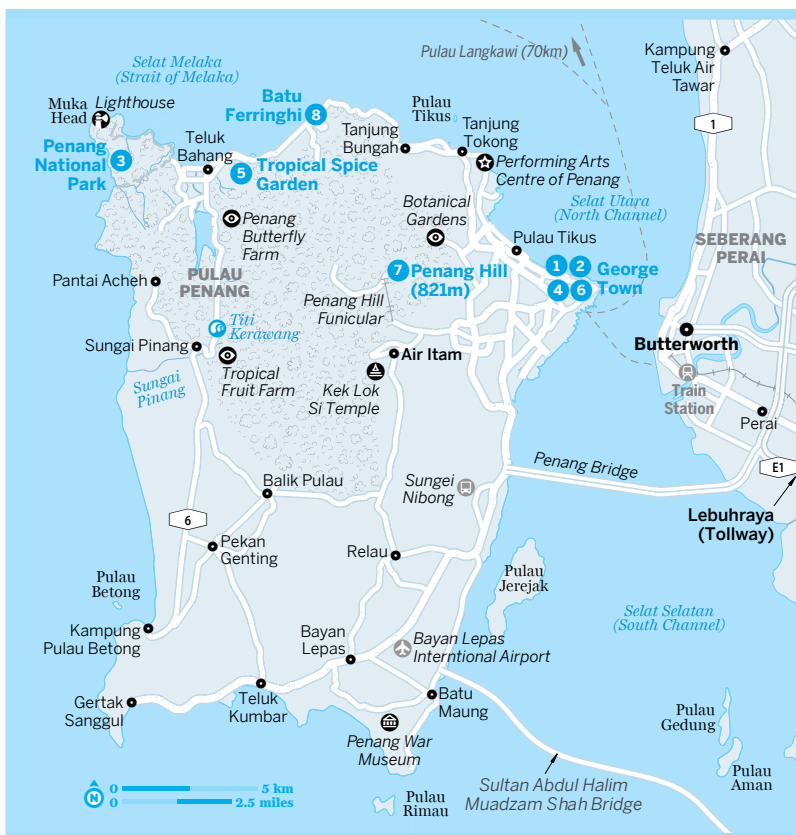 Pulau Langkawi (70km)
Kampung
Teluk Air
Tawar
1
Selat Melaka
(Strait of Melaka)
Muka
Head
Lighthouse
Batu
Ferringhi
8
Pulau
Tikus
Tanjung
Bungah
Tanjung
Tokong
Penang
National
Park
3
Teluk
Bahang
5
Tropical Spice
Garden
Performing Arts
Centre of Penang
Penang
Butterfly
Farm
Botanical
Gardens
Selat Utara
(North Channel)
Pulau Tikus
SEBERANG
PERAI
1
2
4
6
George
Town
7
Penang Hill
(821m)
Pantai Acheh
PULAU
PENANG
Penang Hill
Funicular
Titi
Kerawang
Sungai Pinang
Air Itam
Butterworth
Tropical
Fruit Farm
Kek Lok
Si Temple
Train
Station
Sungai
Pinang
Perai
Penang Bridge
E1
Balik Pulau
Sungei
Nibong
Lebuhraya
(Tollway)
6
Pekan
Genting
Relau
Pulau
Jerejak
Pulau
Betong
Selat Selatan
(South Channel)
Kampung
Pulau Betong
Bayan
Lepas
Bayan Lepas
Interntional Airport
Gertak
Sanggul
Teluk
Kumbar
Batu
Maung
Pulau
Gedung
Penang War
Museum
Pulau
Aman
Sultan Abdul Halim
Muadzam Shah Bridge
Pulau
Rimau
N
0
5 km
0
2.5 miles